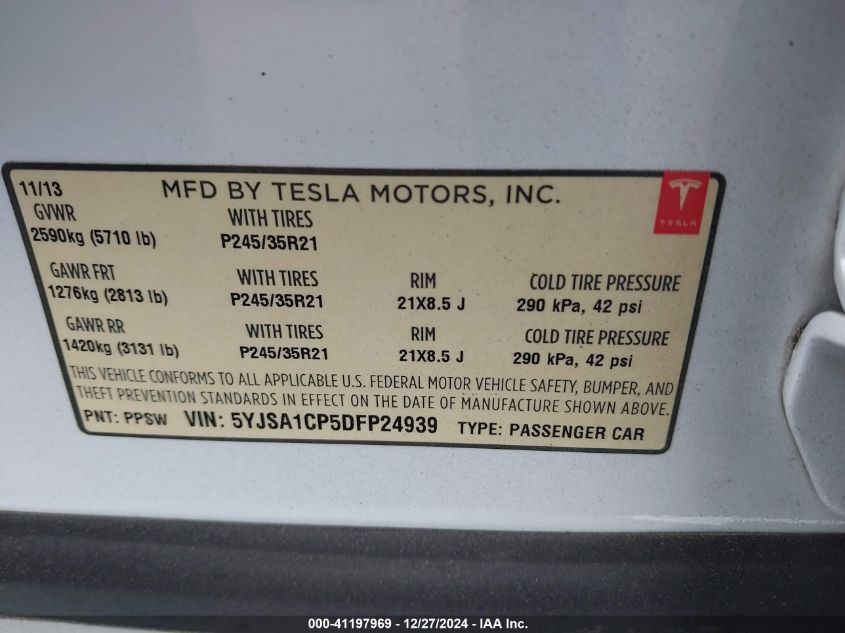 11/13 MFD BY TESLA MOTORS, INC.
TESLA
GVWR WITH TIRES
2590kg (5710 lb) P245/35R21
GAWR FRT WITH TIRES RIM COLD TIRE PRESSURE
1276kg (2813 lb) P245/35R21 21X8.5 J 290 kPa, 42 psi
GAWR RR WITH TIRES RIM COLD TIRE PRESSURE
1420kg (3131 lb) P245/35R21 21X8.5 J 290 kPa, 42 psi
THIS VEHICLE CONFORMS TO ALL APPLICABLE U.S. FEDERAL MOTOR VEHICLE SAFETY, BUMPER, AND
THEFT PREVENTION STANDARDS IN EFFECT ON THE DATE OF MANUFACTURE SHOWN ABOVE.
PNT: PPSW VIN: 5YJSA1CP5DFP24939 TYPE: PASSENGER CAR
000-41197969 - 12/27/2024 - IAA Inc.